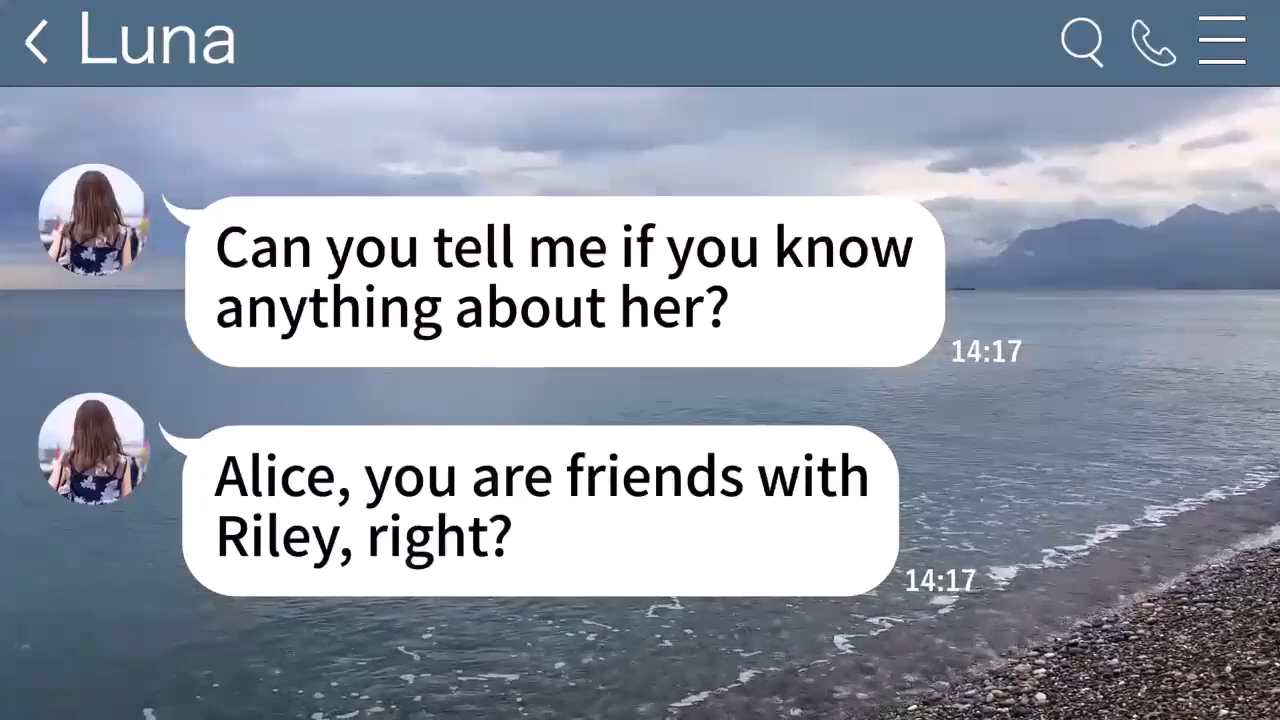 Luna
Can you tell me if you know
anything about her?
14:17
Alice, you are friends with
Riley, right?
14:17